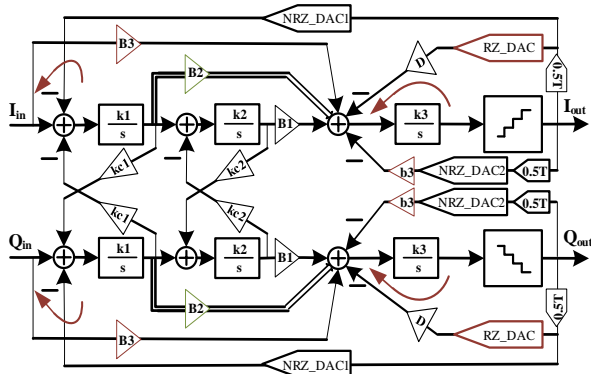 NRZ_DAC1
B3
RZ_DAC
B2
D
0.5T
I_in
k1
s
k2
s
B1
k3
s
I_out
kc1
kc2
b3
NRZ_DAC2
0.5T
kc1
kc2
b3
NRZ_DAC2
0.5T
Q_in
k1
s
k2
s
B1
k3
s
Q_out
B2
0.5T
B3
D
RZ_DAC
NRZ_DAC1